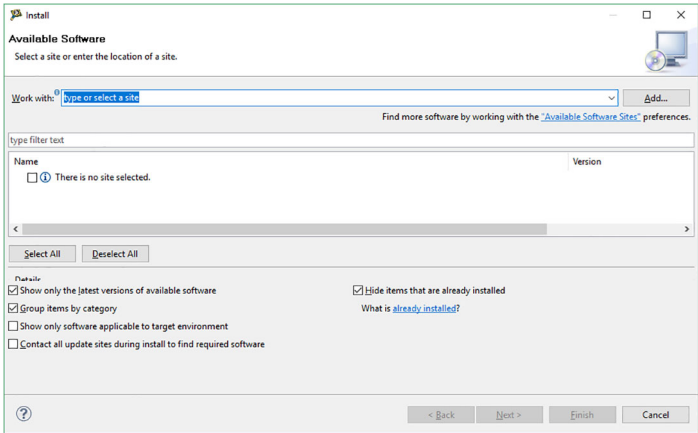 Install
Available Software
Select a site or enter the location of a site.
Work with: type or select a site Add...
Find more software by working with the "Available Software Sites" preferences.
type filter text
Name Version
There is no site selected.
Select All Deselect All
Details
Show only the latest versions of available software Hide items that are already installed
Group items by category What is already installed?
Show only software applicable to target environment
Contact all update sites during install to find required software
? < Back Next > Finish Cancel